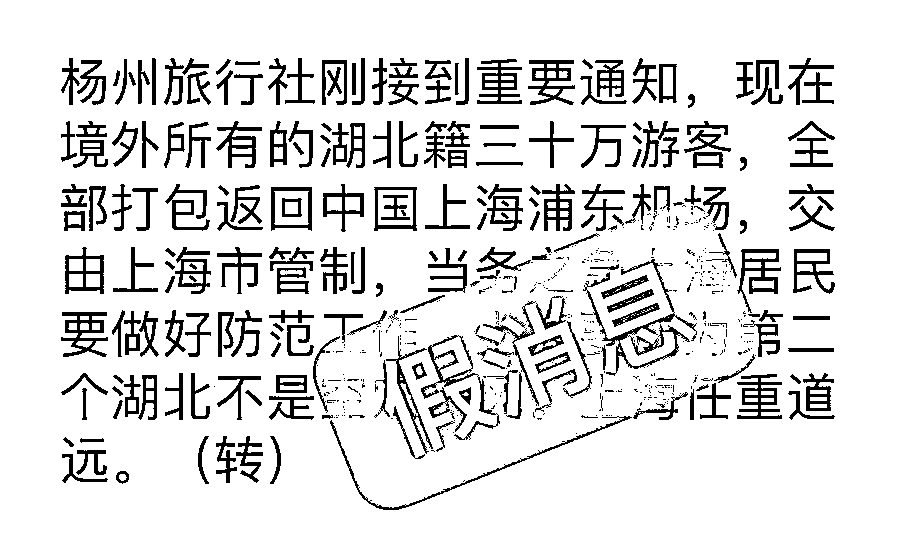 杨州旅行社刚接到重要通知，现在
境外所有的湖北籍三十万游客，全
部打包返回中国上海浦东机场，交
由上海市管制，当务之急上海居民
要做好防范工作，为第二
个湖北不是上海任重道
远。（转）
假消息